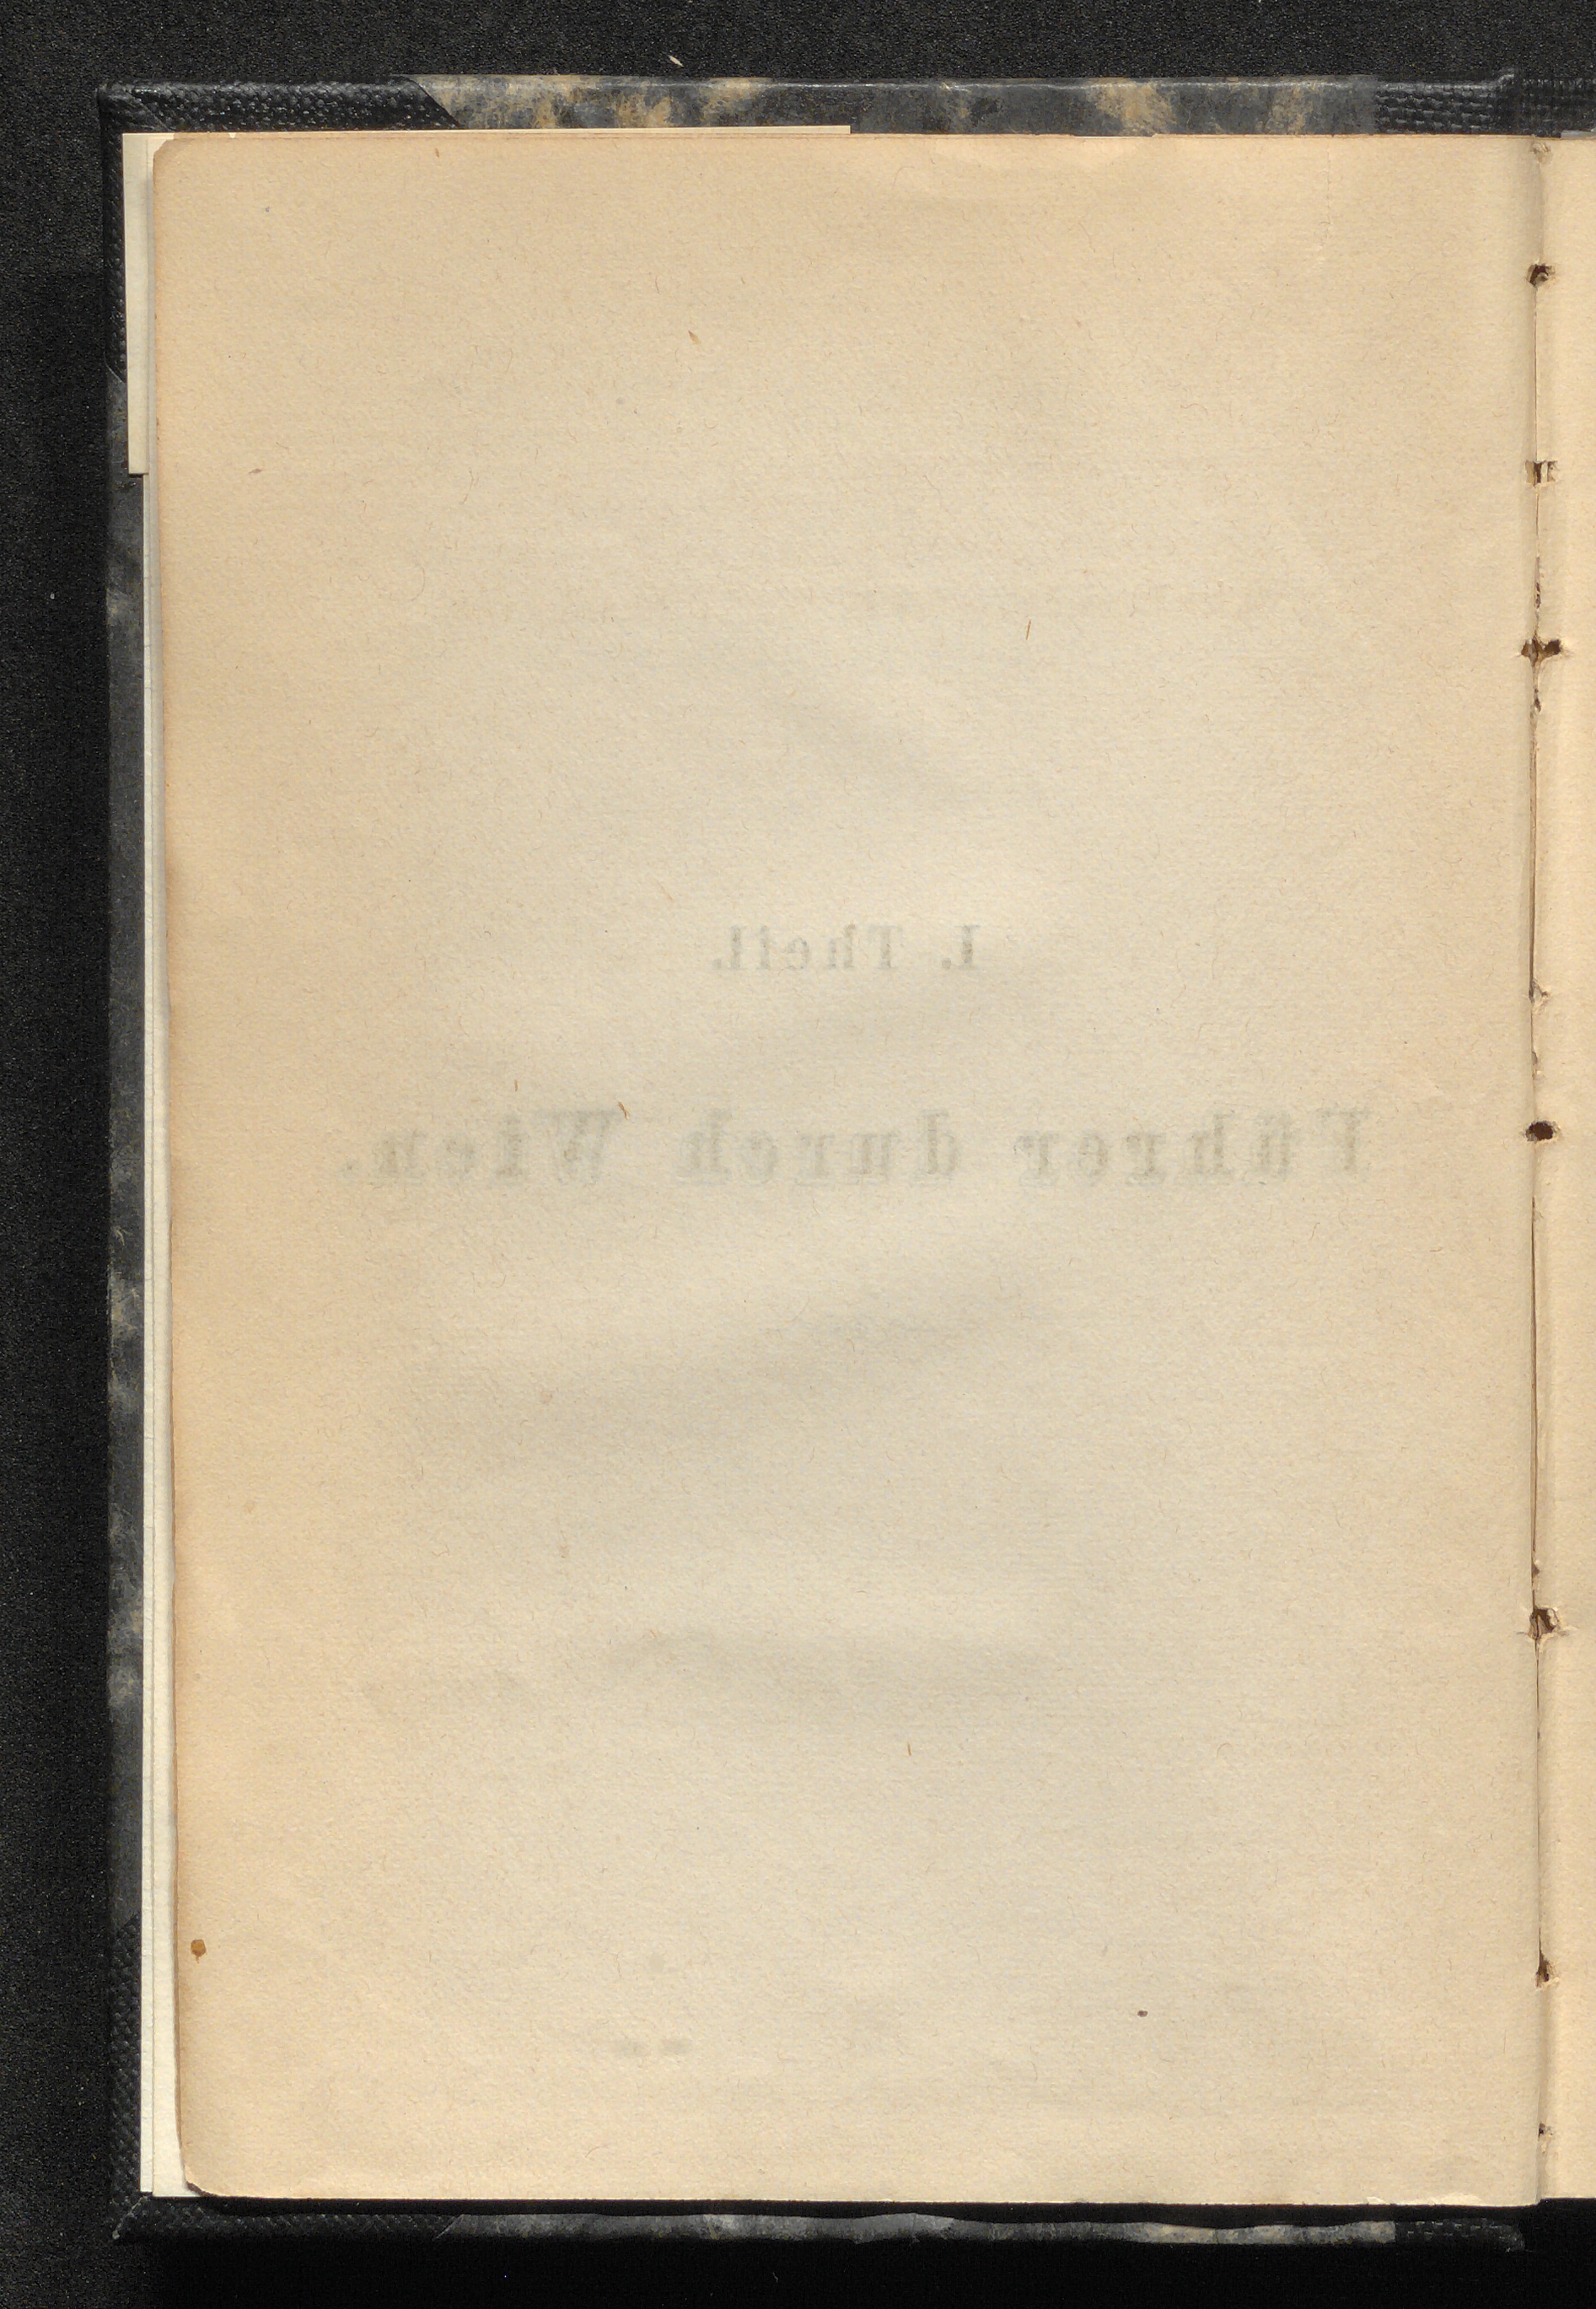 I. Theil.
Führer durch Wien.